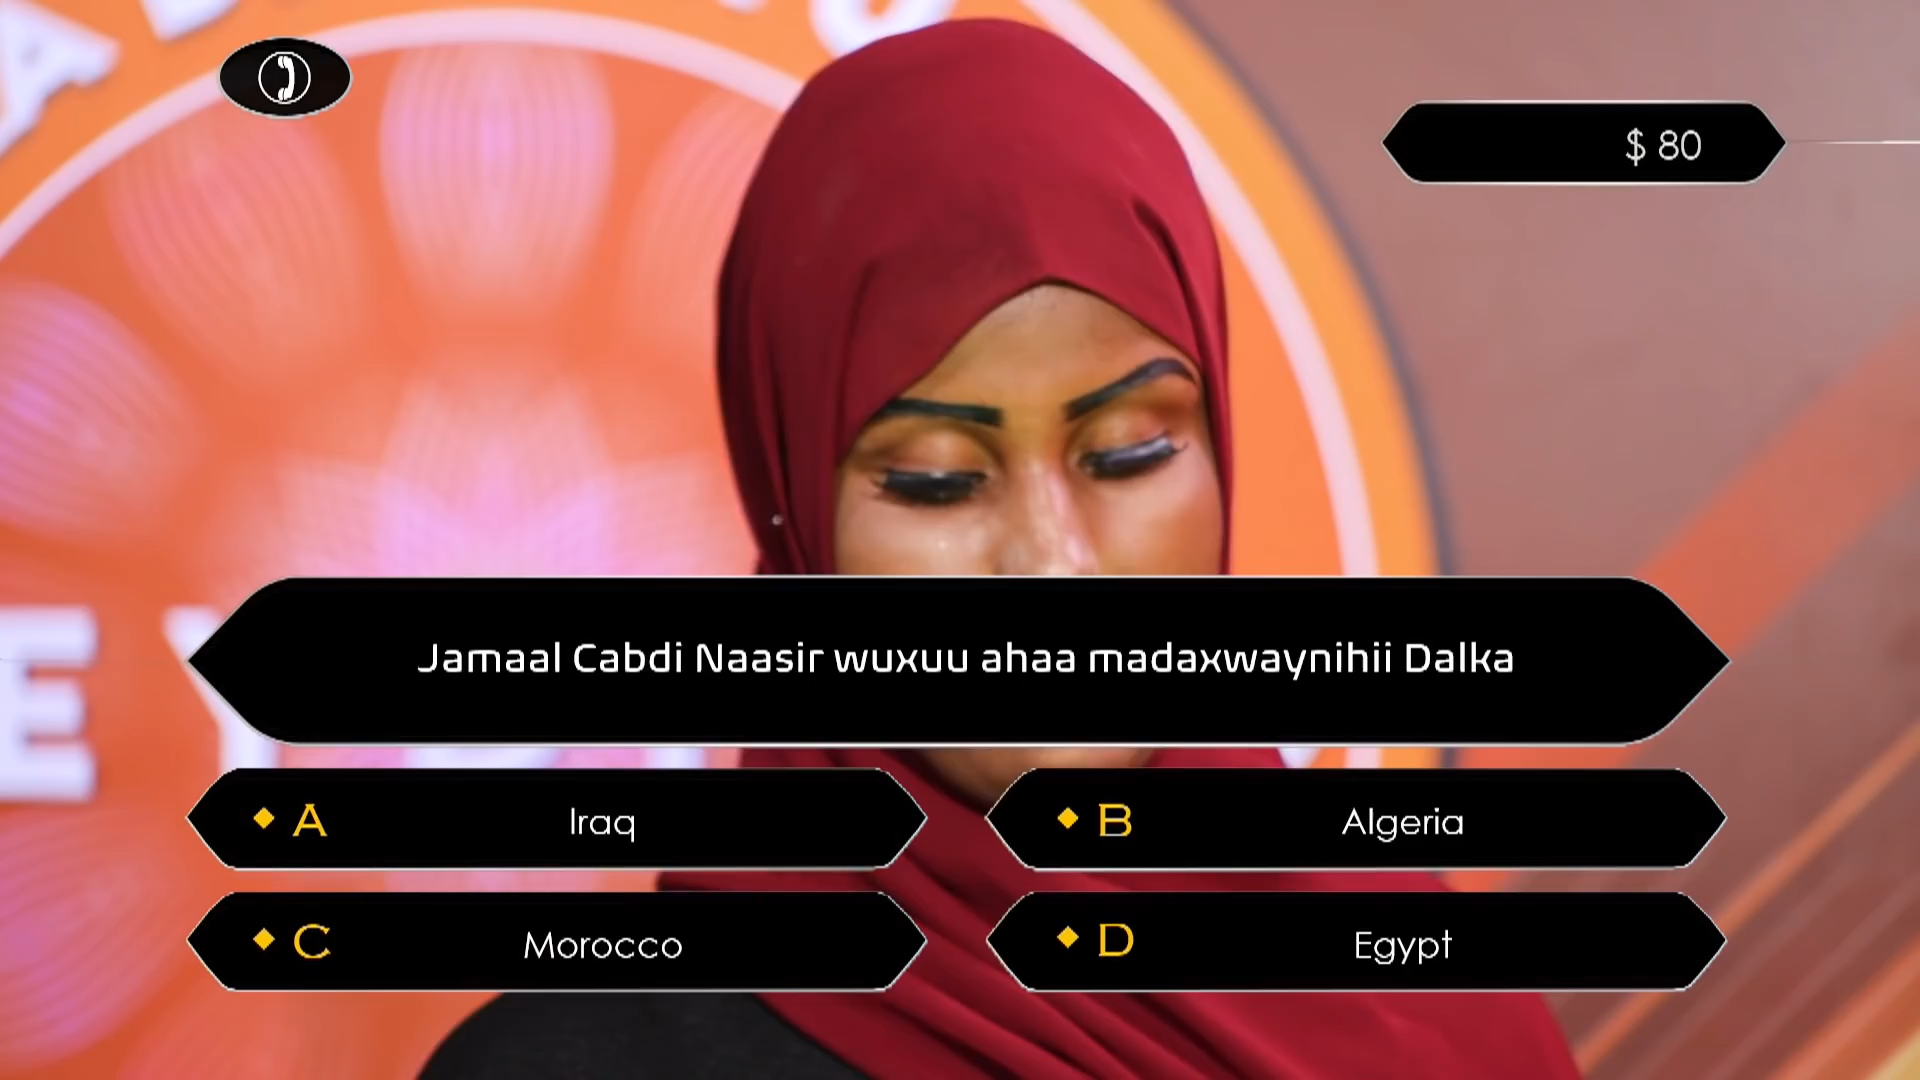 $ 80
Jamaal Cabdi Naasir wuxuu ahaa madaxwaynihii Dalka
A Iraq
B Algeria
C Morocco
D Egypt